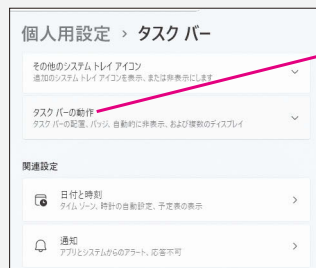 個人用設定 › タスク バー
その他のシステム トレイ アイコン
追加のシステム トレイ アイコンを表示、または非表示にします
タスク バーの動作
タスク バーの配置、バッジ、自動的に非表示、および複数のディスプレイ
関連設定
日付と時刻
タイム ゾーン、時計の自動設定、予定表の表示
通知
アプリとシステムからのアラート、応答不可